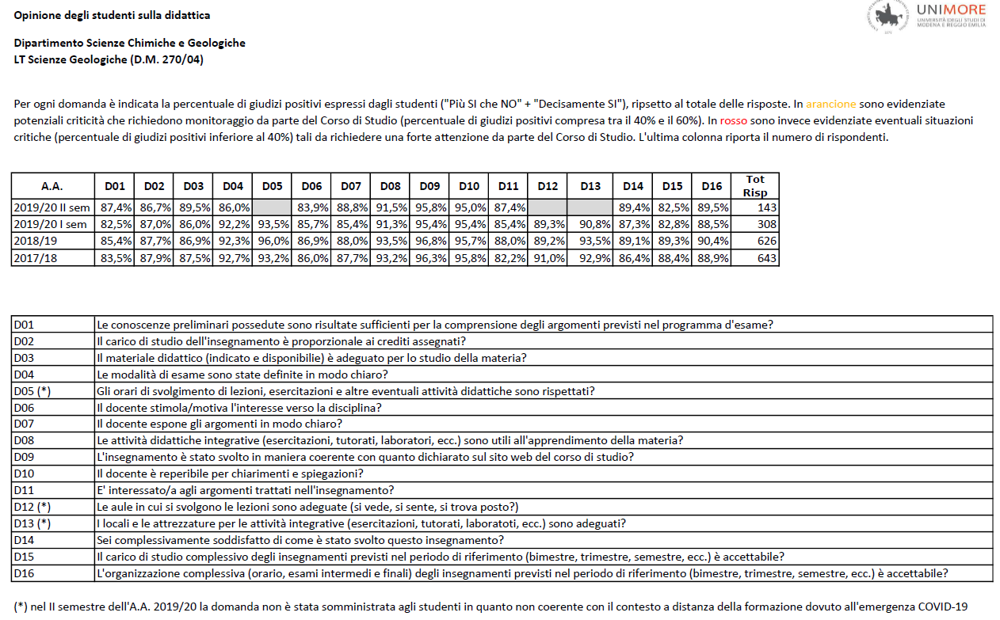 Opinione degli studenti sulla didattica
UNIMORE
UNIVERSITÀ DEGLI STUDI DI
MODENA E REGGIO EMILIA
Dipartimento Scienze Chimiche e Geologiche
LT Scienze Geologiche (D.M. 270/04)
Per ogni domanda è indicata la percentuale di giudizi positivi espressi dagli studenti ("Più SI che NO" + "Decisamente SI"), ripsetto al totale delle risposte. In arancione sono evidenziate
potenziali criticità che richiedono monitoraggio da parte del Corso di Studio (percentuale di giudizi positivi compresa tra il 40% e il 60%). In rosso sono invece evidenziate eventuali situazioni
critiche (percentuale di giudizi positivi inferiore al 40%) tali da richiedere una forte attenzione da parte del Corso di Studio. L'ultima colonna riporta il numero di rispondenti.
A.A. D01 D02 D03 D04 D05 D06 D07 D08 D09 D10 D11 D12 D13 D14 D15 D16 Tot Risp
2019/20 II sem 87,4% 86,7% 89,5% 86,0% 83,9% 88,8% 91,5% 95,8% 95,0% 87,4% 89,4% 82,5% 89,5% 143
2019/20 I sem 82,5% 87,0% 86,0% 92,2% 93,5% 85,7% 85,4% 91,3% 95,4% 95,4% 85,4% 89,3% 90,8% 87,3% 82,8% 88,5% 308
2018/19 85,4% 87,7% 86,9% 92,3% 96,0% 86,9% 88,0% 93,5% 96,8% 95,7% 88,0% 89,2% 93,5% 89,1% 89,3% 90,4% 626
2017/18 83,5% 87,9% 87,5% 92,7% 93,2% 86,0% 87,7% 93,2% 96,3% 95,8% 82,2% 91,0% 92,9% 86,4% 88,4% 88,9% 643
D01 Le conoscenze preliminari possedute sono risultate sufficienti per la comprensione degli argomenti previsti nel programma d'esame?
D02 Il carico di studio dell'insegnamento è proporzionale ai crediti assegnati?
D03 Il materiale didattico (indicato e disponibilie) è adeguato per lo studio della materia?
D04 Le modalità di esame sono state definite in modo chiaro?
D05 (*) Gli orari di svolgimento di lezioni, esercitazioni e altre eventuali attività didattiche sono rispettati?
D06 Il docente stimola/motiva l'interesse verso la disciplina?
D07 Il docente espone gli argomenti in modo chiaro?
D08 Le attività didattiche integrative (esercitazioni, tutorati, laboratori, ecc.) sono utili all'apprendimento della materia?
D09 L'insegnamento è stato svolto in maniera coerente con quanto dichiarato sul sito web del corso di studio?
D10 Il docente è reperibile per chiarimenti e spiegazioni?
D11 E' interessato/a agli argomenti trattati nell'insegnamento?
D12 (*) Le aule in cui si svolgono le lezioni sono adeguate (si vede, si sente, si trova posto?)
D13 (*) I locali e le attrezzature per le attività integrative (esercitazioni, tutorati, laboratoti, ecc.) sono adeguati?
D14 Sei complessivamente soddisfatto di come è stato svolto questo insegnamento?
D15 Il carico di studio complessivo degli insegnamenti previsti nel periodo di riferimento (bimestre, trimestre, semestre, ecc.) è accettabile?
D16 L'organizzazione complessiva (orario, esami intermedi e finali) degli insegnamenti previsti nel periodo di riferimento (bimestre, trimestre, semestre, ecc.) è accettabile?
(*) nel II semestre dell'A.A. 2019/20 la domanda non è stata somministrata agli studenti in quanto non coerente con il contesto a distanza della formazione dovuto all'emergenza COVID-19